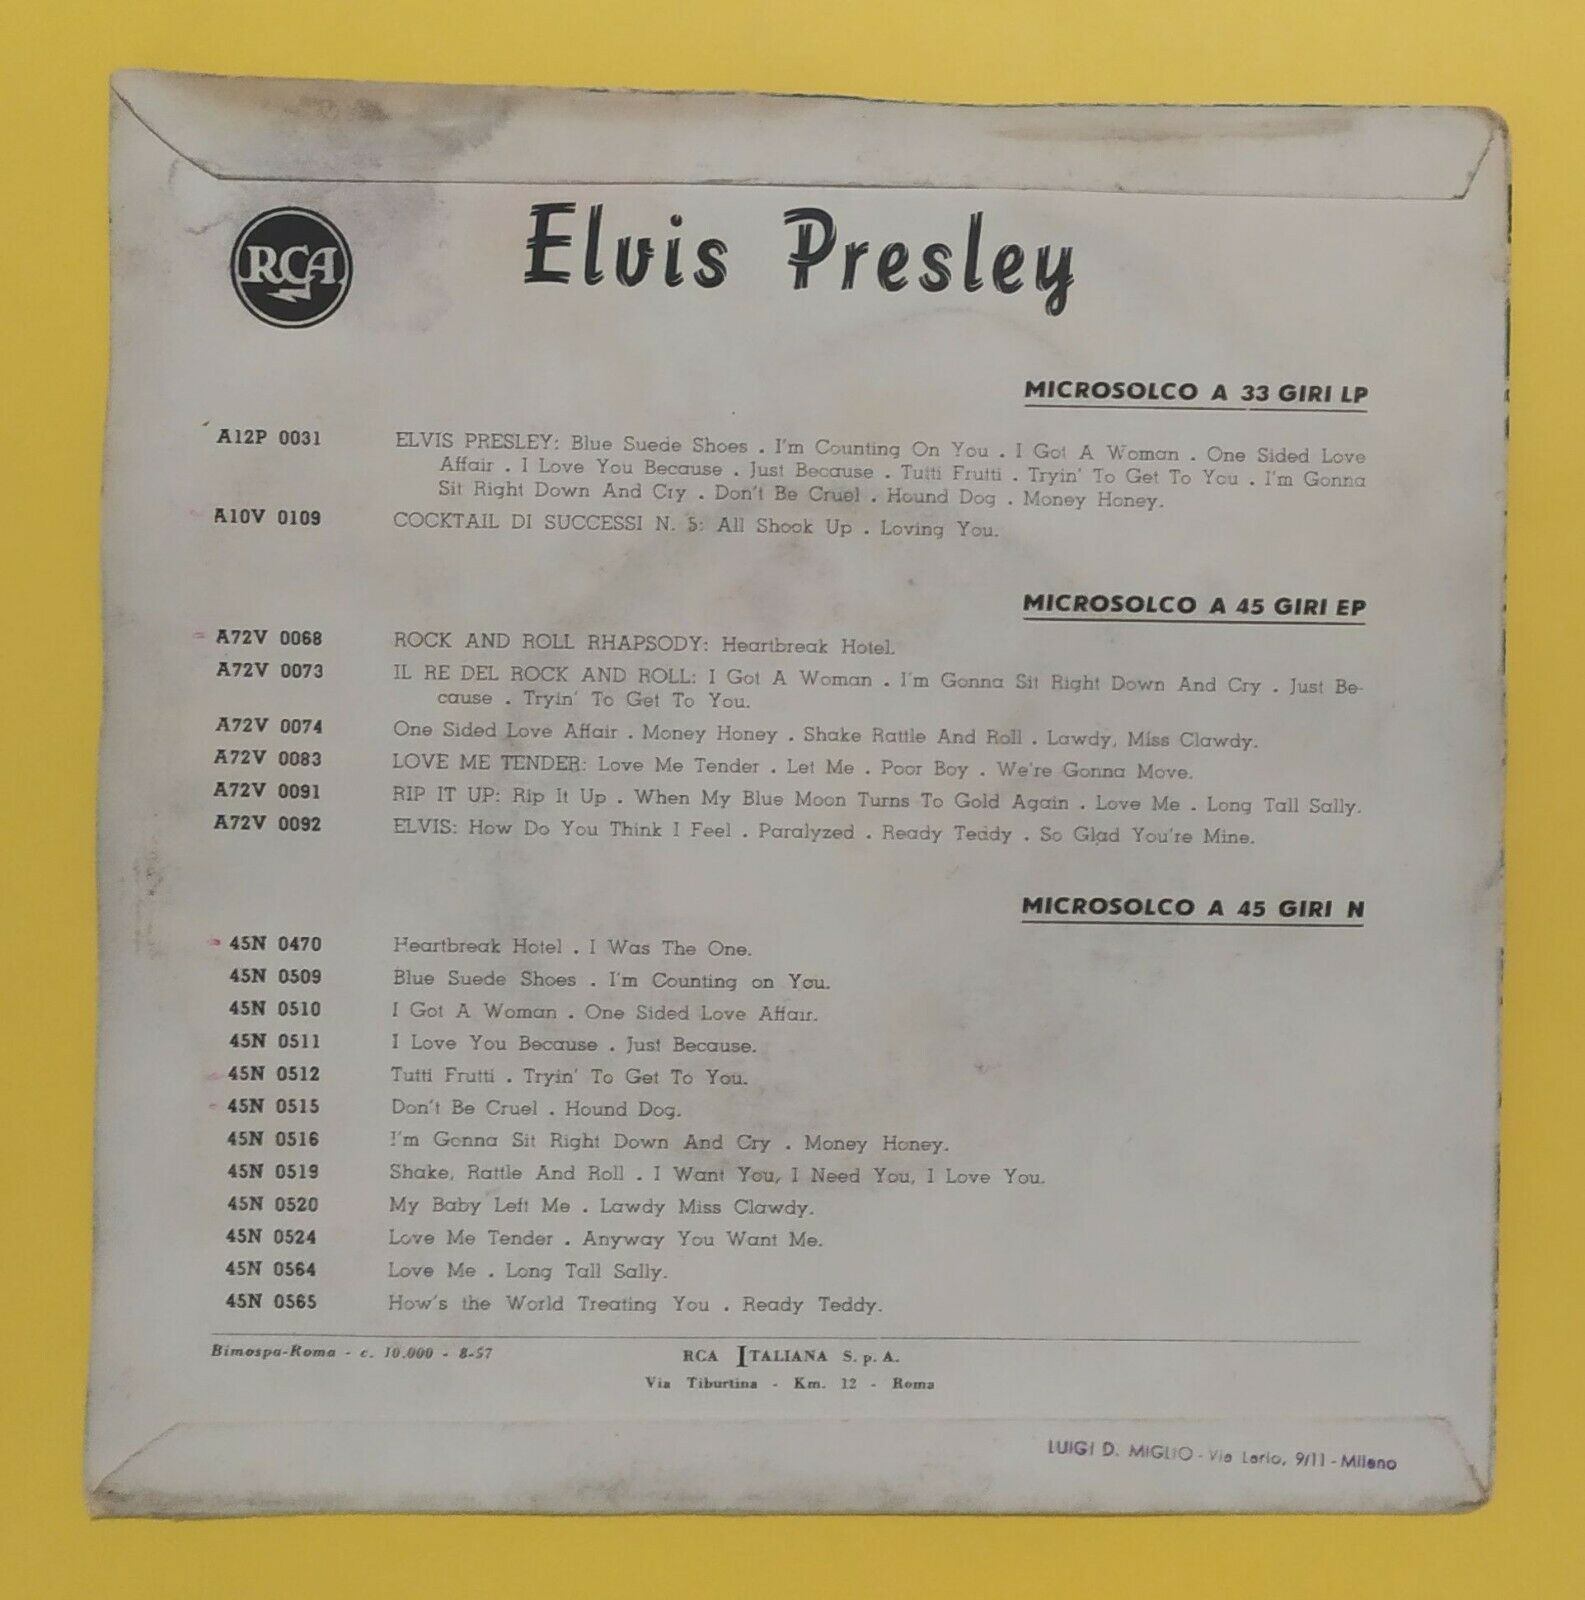 RCA
Elvis Presley
MICROSOLCO A 33 GIRI LP
A12P 0031 ELVIS PRESLEY: Blue Suede Shoes . I'm Counting On You . I Got A Woman . One Sided Love
Affair . I Love You Because . Just Because . Tutti Frutti . Tryin' To Get To You . I'm Gonna
Sit Right Down And Cry . Don't Be Cruel . Hound Dog . Money Honey.
A10V 0109 COCKTAIL DI SUCCESSI N. 5: All Shook Up . Loving You.
MICROSOLCO A 45 GIRI EP
A72V 0068 ROCK AND ROLL RHAPSODY: Heartbreak Hotel.
A72V 0073 IL RE DEL ROCK AND ROLL: I Got A Woman . I'm Gonna Sit Right Down And Cry . Just Be-
cause . Tryin' To Get To You.
A72V 0074 One Sided Love Affair . Money Honey . Shake Rattle And Roll . Lawdy, Miss Clawdy.
A72V 0083 LOVE ME TENDER: Love Me Tender . Let Me . Poor Boy . We're Gonna Move.
A72V 0091 RIP IT UP: Rip It Up . When My Blue Moon Turns To Gold Again . Love Me . Long Tall Sally.
A72V 0092 ELVIS: How Do You Think I Feel . Paralyzed . Ready Teddy . So Glad You're Mine.
MICROSOLCO A 45 GIRI N
45N 0470 Heartbreak Hotel . I Was The One.
45N 0509 Blue Suede Shoes . I'm Counting on You.
45N 0510 I Got A Woman . One Sided Love Affair.
45N 0511 I Love You Because . Just Because.
45N 0512 Tutti Frutti . Tryin' To Get To You.
45N 0515 Don't Be Cruel . Hound Dog.
45N 0516 I'm Gonna Sit Right Down And Cry . Money Honey.
45N 0519 Shake, Rattle And Roll . I Want You, I Need You, I Love You.
45N 0520 My Baby Left Me . Lawdy Miss Clawdy.
45N 0524 Love Me Tender . Anyway You Want Me.
45N 0564 Love Me . Long Tall Sally.
45N 0565 How's the World Treating You . Ready Teddy.
Bimospa-Roma - c. 10.000 - 8-57
RCA ITALIANA S. p. A.
Via Tiburtina - Km. 12 - Roma
LUIGI D. MIGLIO - Via Lario, 9/11 - Milano